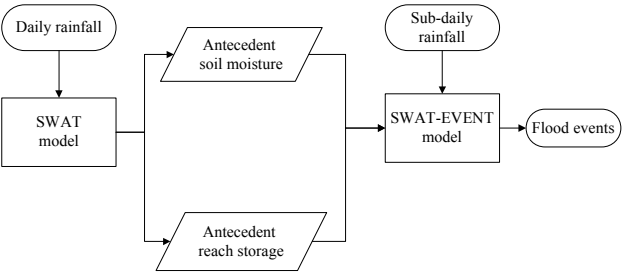 Daily rainfall
SWAT
model
Antecedent
soil moisture
Antecedent
reach storage
Sub-daily
rainfall
SWAT-EVENT
model
Flood events